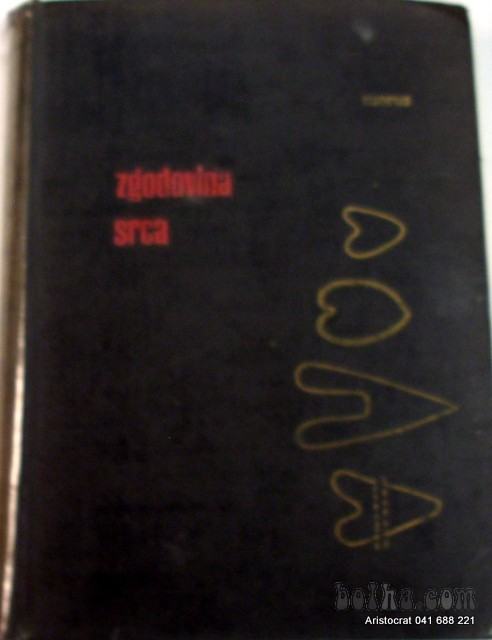 zgodovina
srca
bolha.com
Aristocrat 041 688 221